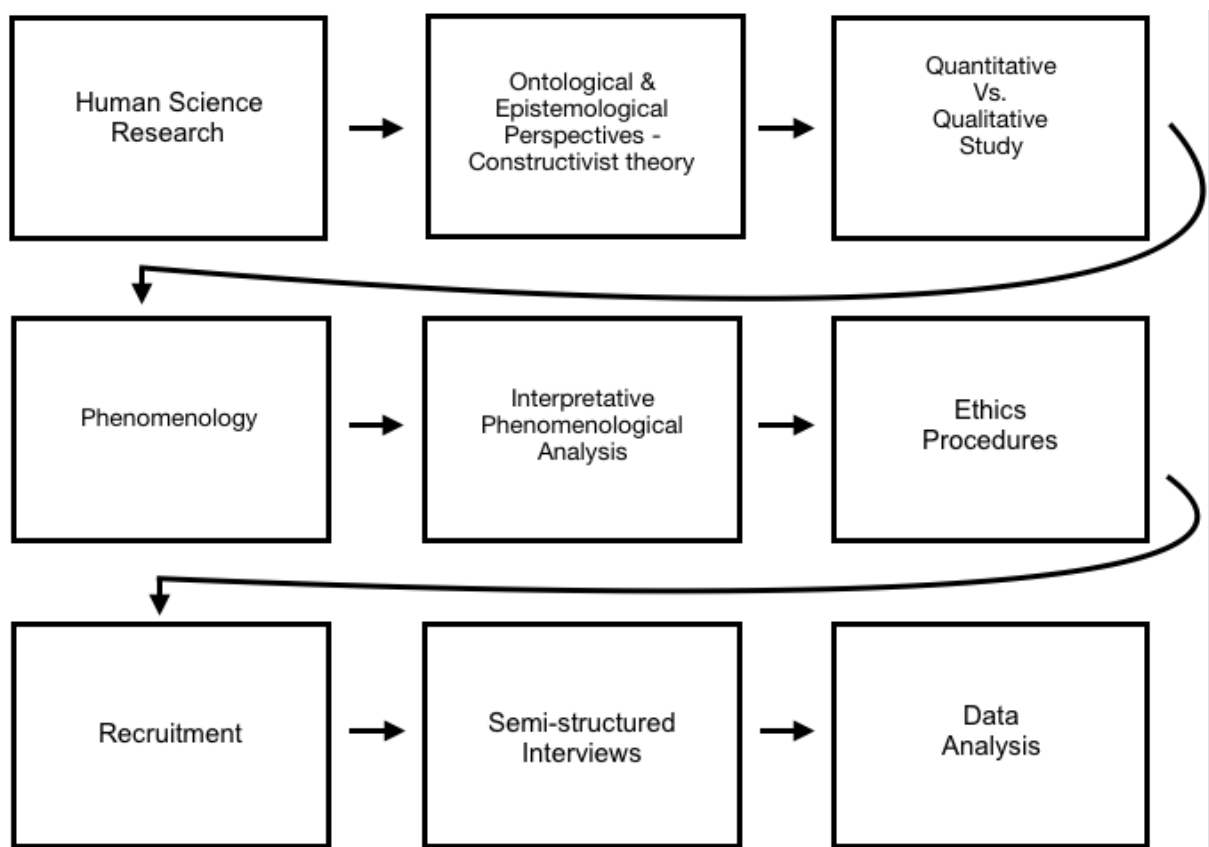 Human Science
Research
Ontological &
Epistemological
Perspectives -
Constructivist theory
Quantitative
Vs.
Qualitative
Study
Phenomenology
Interpretative
Phenomenological
Analysis
Ethics
Procedures
Recruitment
Semi-structured
Interviews
Data
Analysis